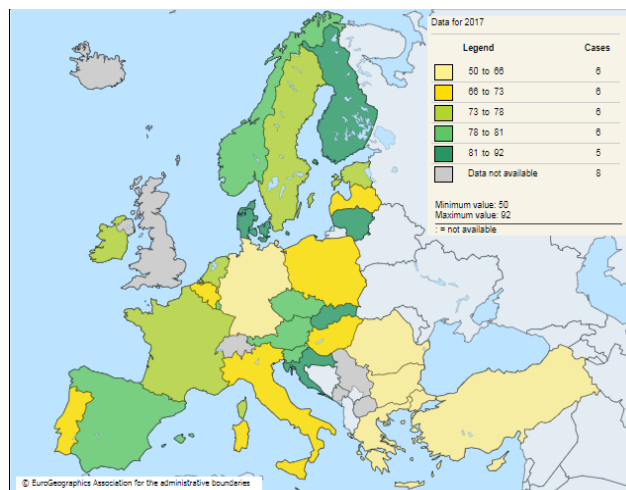 Data for 2017
Legend Cases
50 to 66 6
66 to 73 6
73 to 78 6
78 to 81 6
81 to 92 5
Data not available 8
Minimum value: 50
Maximum value: 92
: = not available
© EuroGeographics Association for the administrative boundaries